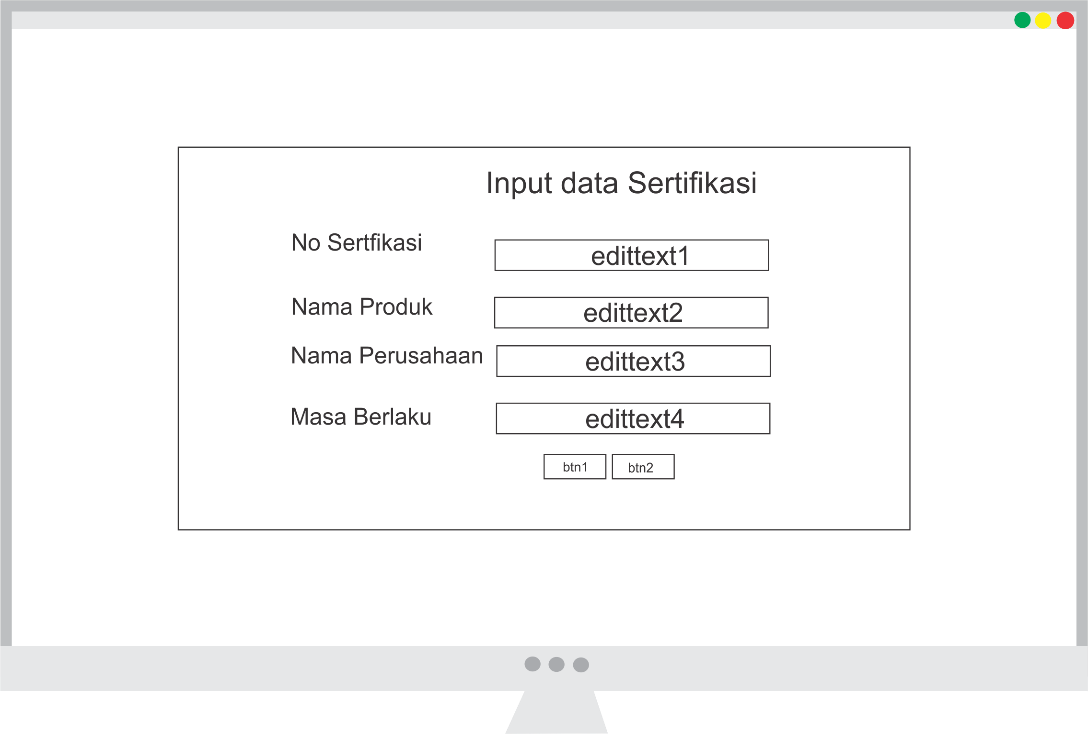 Input data Sertifikasi
No Sertfikasi
edittext1
Nama Produk
edittext2
Nama Perusahaan
edittext3
Masa Berlaku
edittext4
btn1
btn2